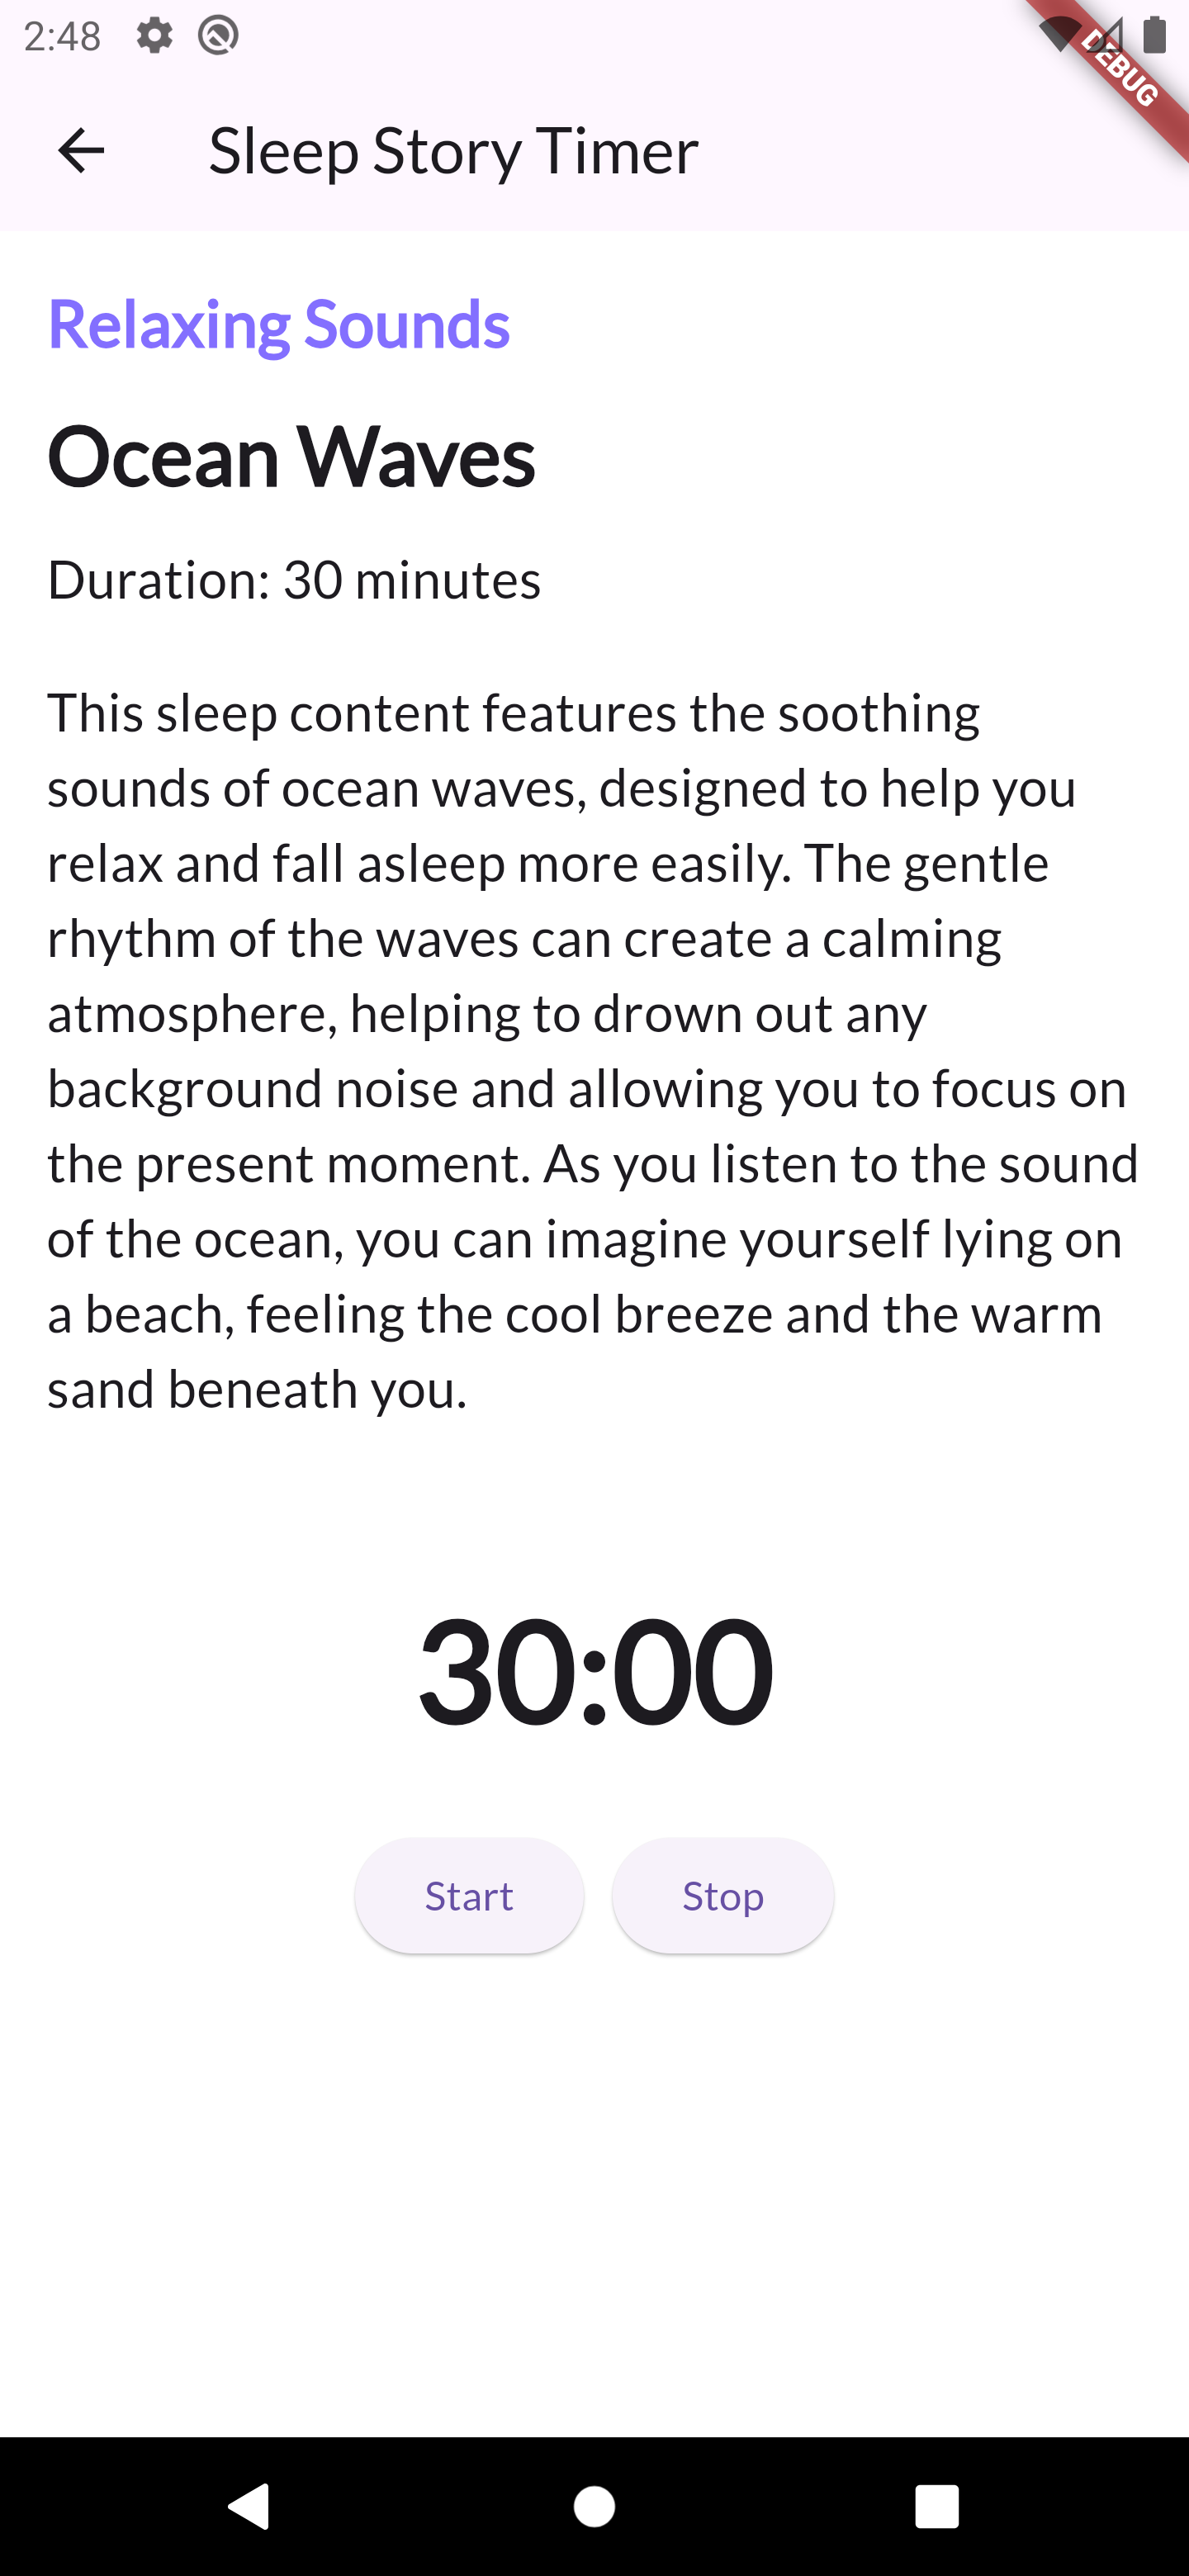 2:48
DEBUG
Sleep Story Timer
Relaxing Sounds
Ocean Waves
Duration: 30 minutes
This sleep content features the soothing
sounds of ocean waves, designed to help you
relax and fall asleep more easily. The gentle
rhythm of the waves can create a calming
atmosphere, helping to drown out any
background noise and allowing you to focus on
the present moment. As you listen to the sound
of the ocean, you can imagine yourself lying on
a beach, feeling the cool breeze and the warm
sand beneath you.
30:00
Start
Stop